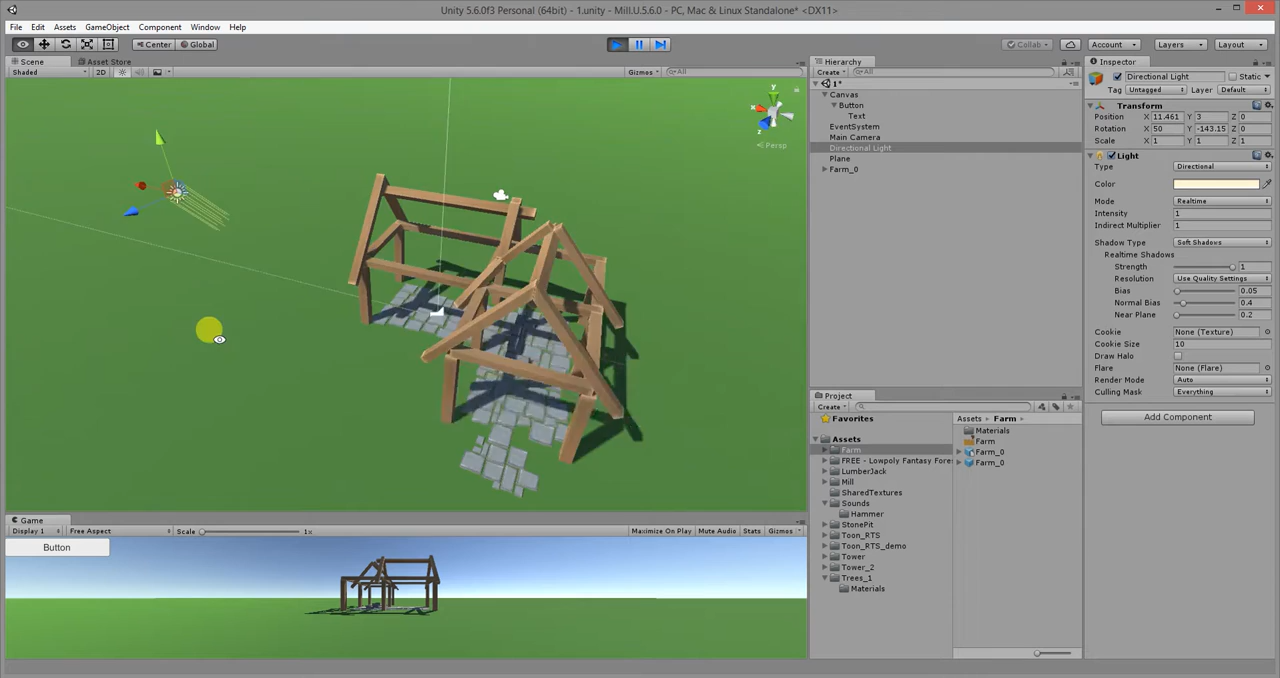 Unity 5.6.0f3 Personal (64bit) - 1.unity - Mill.U.5.6.0 - PC, Mac & Linux Standalone* <DX11>
File Edit Assets GameObject Component Window Help
Center Global Collab Account Layers Layout
Scene Asset Store
Shaded 2D Gizmos All
y
x
z
Persp
Game
Display 1 Free Aspect Scale 1x Maximize On Play Mute Audio Stats Gizmos
Button
Hierarchy
Create All
1*
Canvas
Button
Text
EventSystem
Main Camera
Directional Light
Plane
Farm_0
Project
Create
Favorites
Assets
Farm
FREE - Lowpoly Fantasy Fores
LumberJack
Mill
SharedTextures
Sounds
Hammer
StonePit
Toon_RTS
Toon_RTS_demo
Tower
Tower_2
Trees_1
Materials
Assets Farm
Materials
Farm
Farm_0
Farm_0
Inspector
Directional Light Static
Tag Untagged Layer Default
Transform
Position X 11.461 Y 3 Z 0
Rotation X 50 Y -143.15 Z 0
Scale X 1 Y 1 Z 1
Light
Type Directional
Color
Mode Realtime
Intensity 1
Indirect Multiplier 1
Shadow Type Soft Shadows
Realtime Shadows
Strength 1
Resolution Use Quality Settings
Bias 0.05
Normal Bias 0.4
Near Plane 0.2
Cookie None (Texture)
Cookie Size 10
Draw Halo
Flare None (Flare)
Render Mode Auto
Culling Mask Everything
Add Component